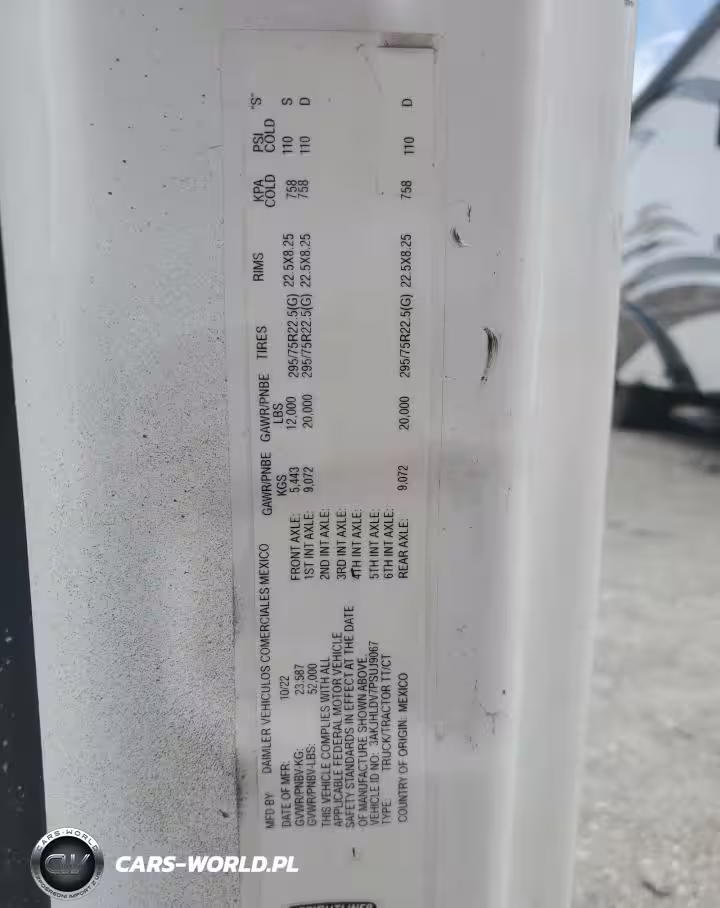 MFD BY: DAIMLER VEHICULOS COMERCIALES MEXICO
DATE OF MFR: 10/22
GVWR/PNBV-KG: 23,587
GVWR/PNBV-LBS: 52,000
THIS VEHICLE COMPLIES WITH ALL
APPLICABLE FEDERAL MOTOR VEHICLE
SAFETY STANDARDS IN EFFECT AT THE DATE
OF MANUFACTURE SHOWN ABOVE.
VEHICLE ID NO: 3AKJHLDV7PSUJ9067
TYPE: TRUCK/TRACTOR TT/CT
COUNTRY OF ORIGIN: MEXICO
GAWR/PNBE KGS GAWR/PNBE LBS TIRES RIMS KPA COLD PSI COLD "S"
FRONT AXLE: 5,443 12,000 295/75R22.5(G) 22.5X8.25 758 110 S
1ST INT AXLE: 9,072 20,000 295/75R22.5(G) 22.5X8.25 758 110 D
2ND INT AXLE:
3RD INT AXLE:
4TH INT AXLE:
5TH INT AXLE:
6TH INT AXLE:
REAR AXLE: 9,072 20,000 295/75R22.5(G) 22.5X8.25 758 110 D
FREIGHTLINER
CARS-WORLD
CW
CARS-WORLD.PL